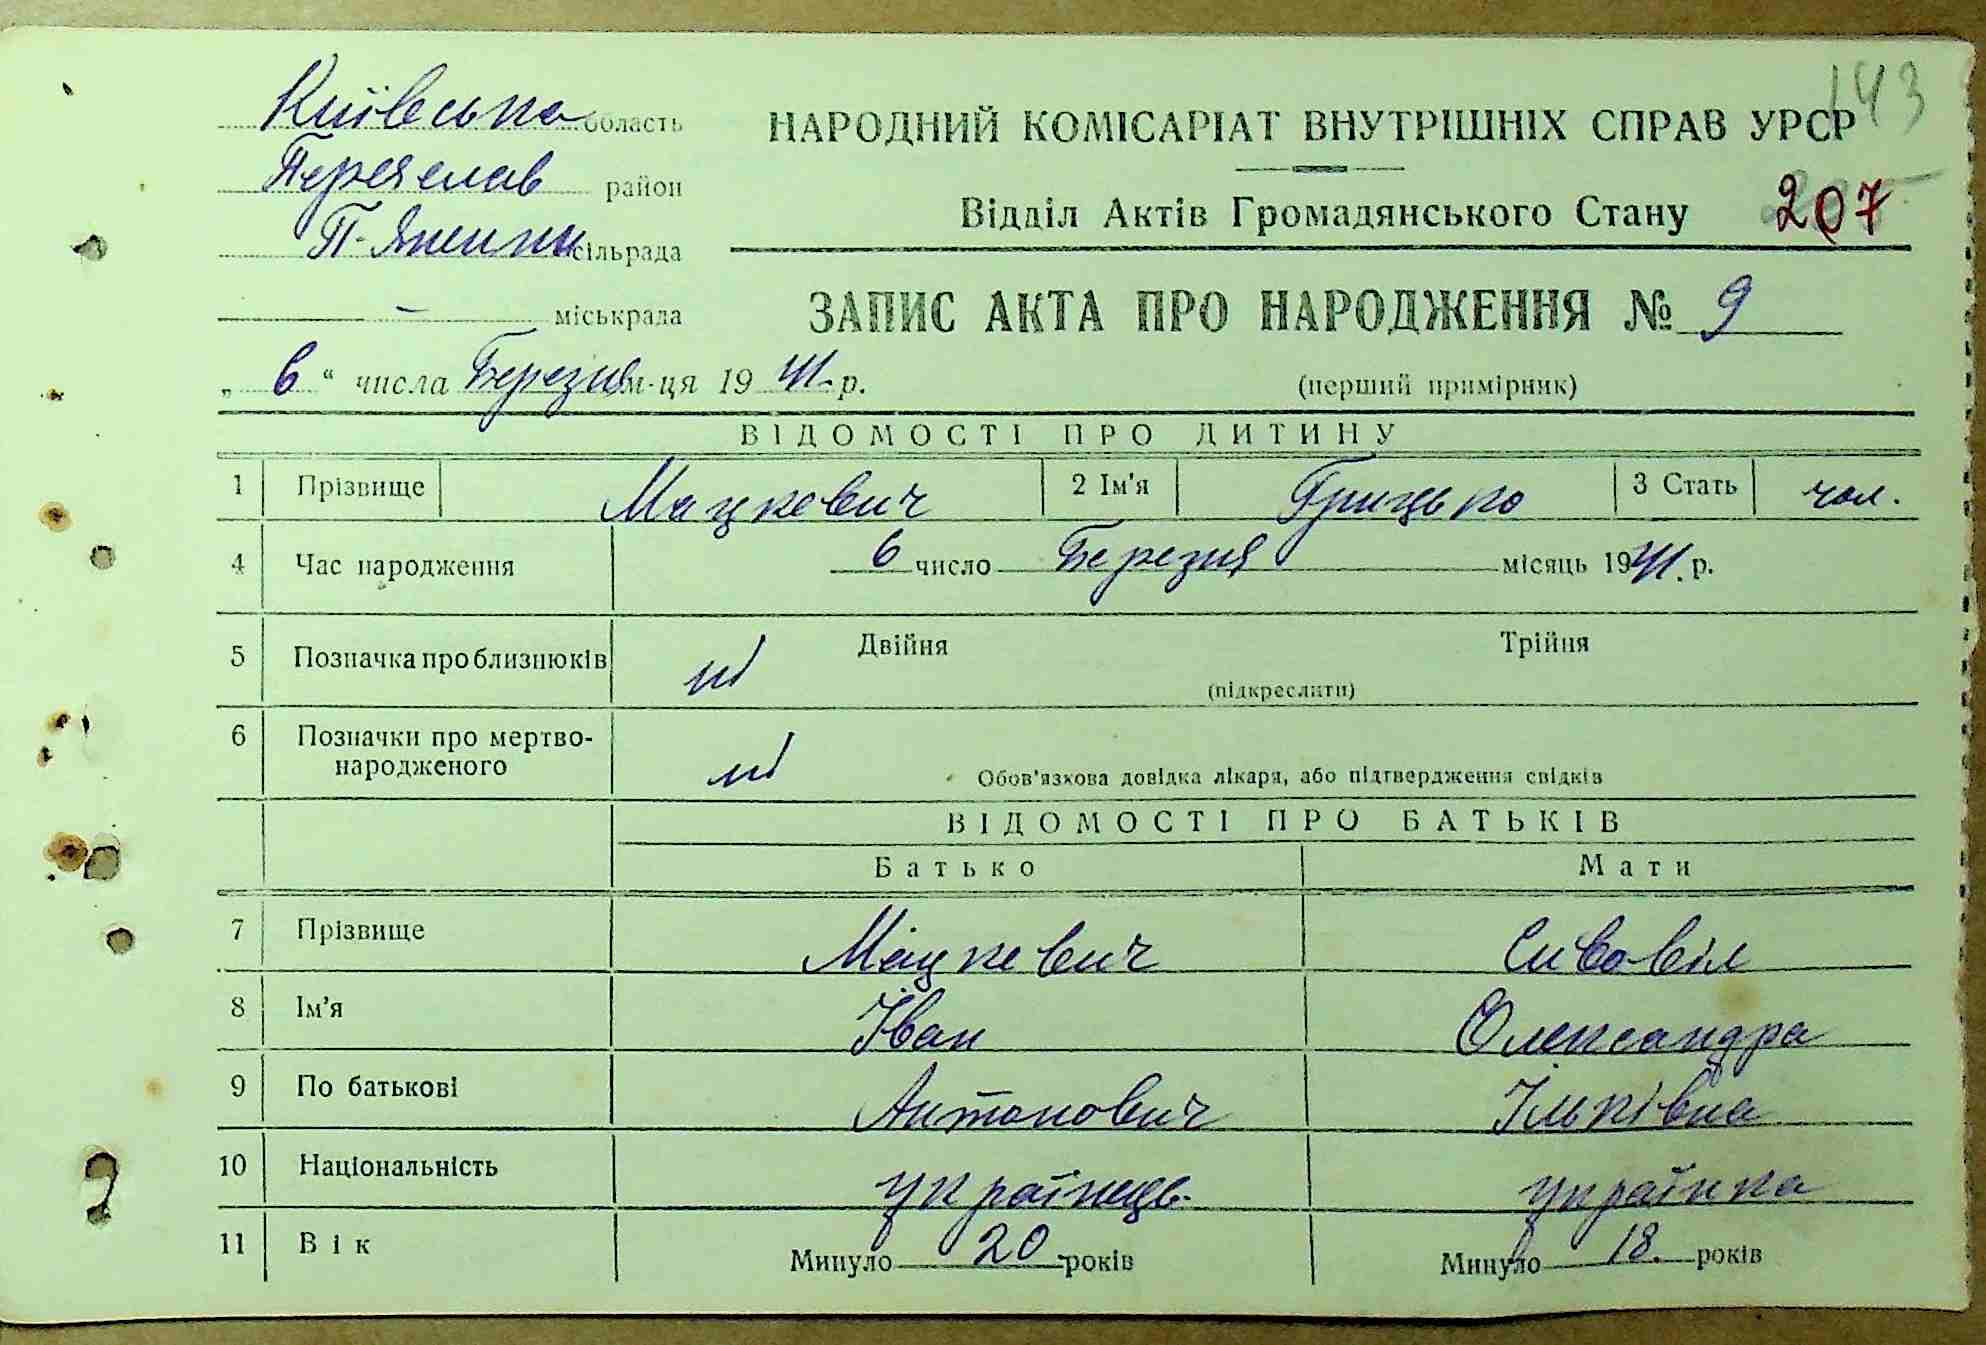 143
Київська область
НАРОДНИЙ КОМІСАРІАТ ВНУТРІШНІХ СПРАВ УРСР
Переяслав район
Відділ Актів Громадянського Стану 207
сільрада
– міськрада
ЗАПИС АКТА ПРО НАРОДЖЕННЯ № 9
„6“ числа Березня м-ця 1941. р.
(перший примірник)
ВІДОМОСТІ ПРО ДИТИНУ
1 Прізвище Мацкевич 2 Ім'я Грицько 3 Стать чол.
4 Час народження 6 число Березня місяць 1941. р.
5 Позначка про близнюків ні Двійня Трійня
(підкреслити)
6 Позначки про мертво-
народженого ні Обов'язкова довідка лікаря, або підтвердження свідків
ВІДОМОСТІ ПРО БАТЬКІВ
Батько Мати
7 Прізвище Мацкевич Сивовіл
8 Ім'я Іван Олександра
9 По батькові Антонович Ільківна
10 Національність українець. українка
11 Вік Минуло 20 років Минуло 18. років